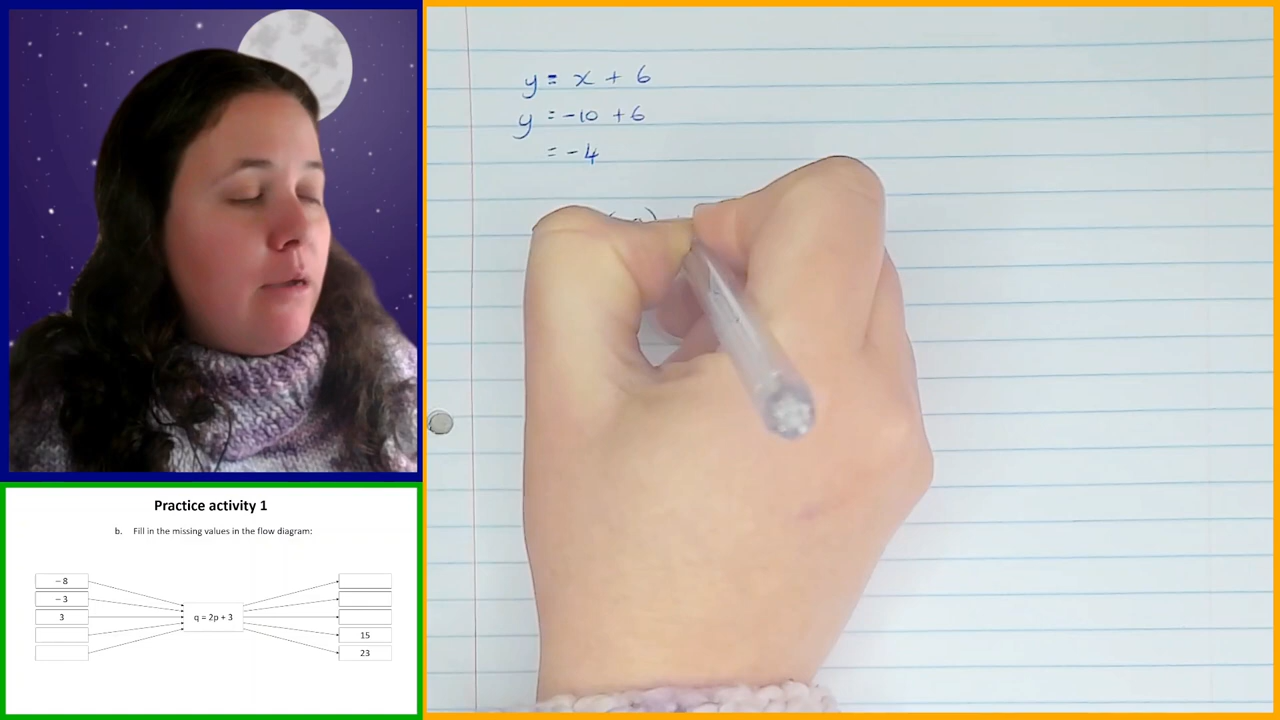 y = x + 6
y = -10 + 6
= -4
Practice activity 1
b. Fill in the missing values in the flow diagram:
– 8
– 3
3
q = 2p + 3
15
23